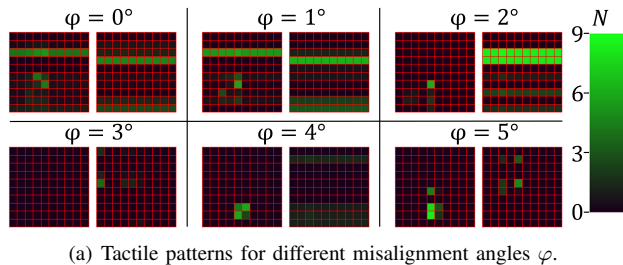 φ = 0° φ = 1° φ = 2° N
9
6
3
0
φ = 3° φ = 4° φ = 5°
(a) Tactile patterns for different misalignment angles φ.